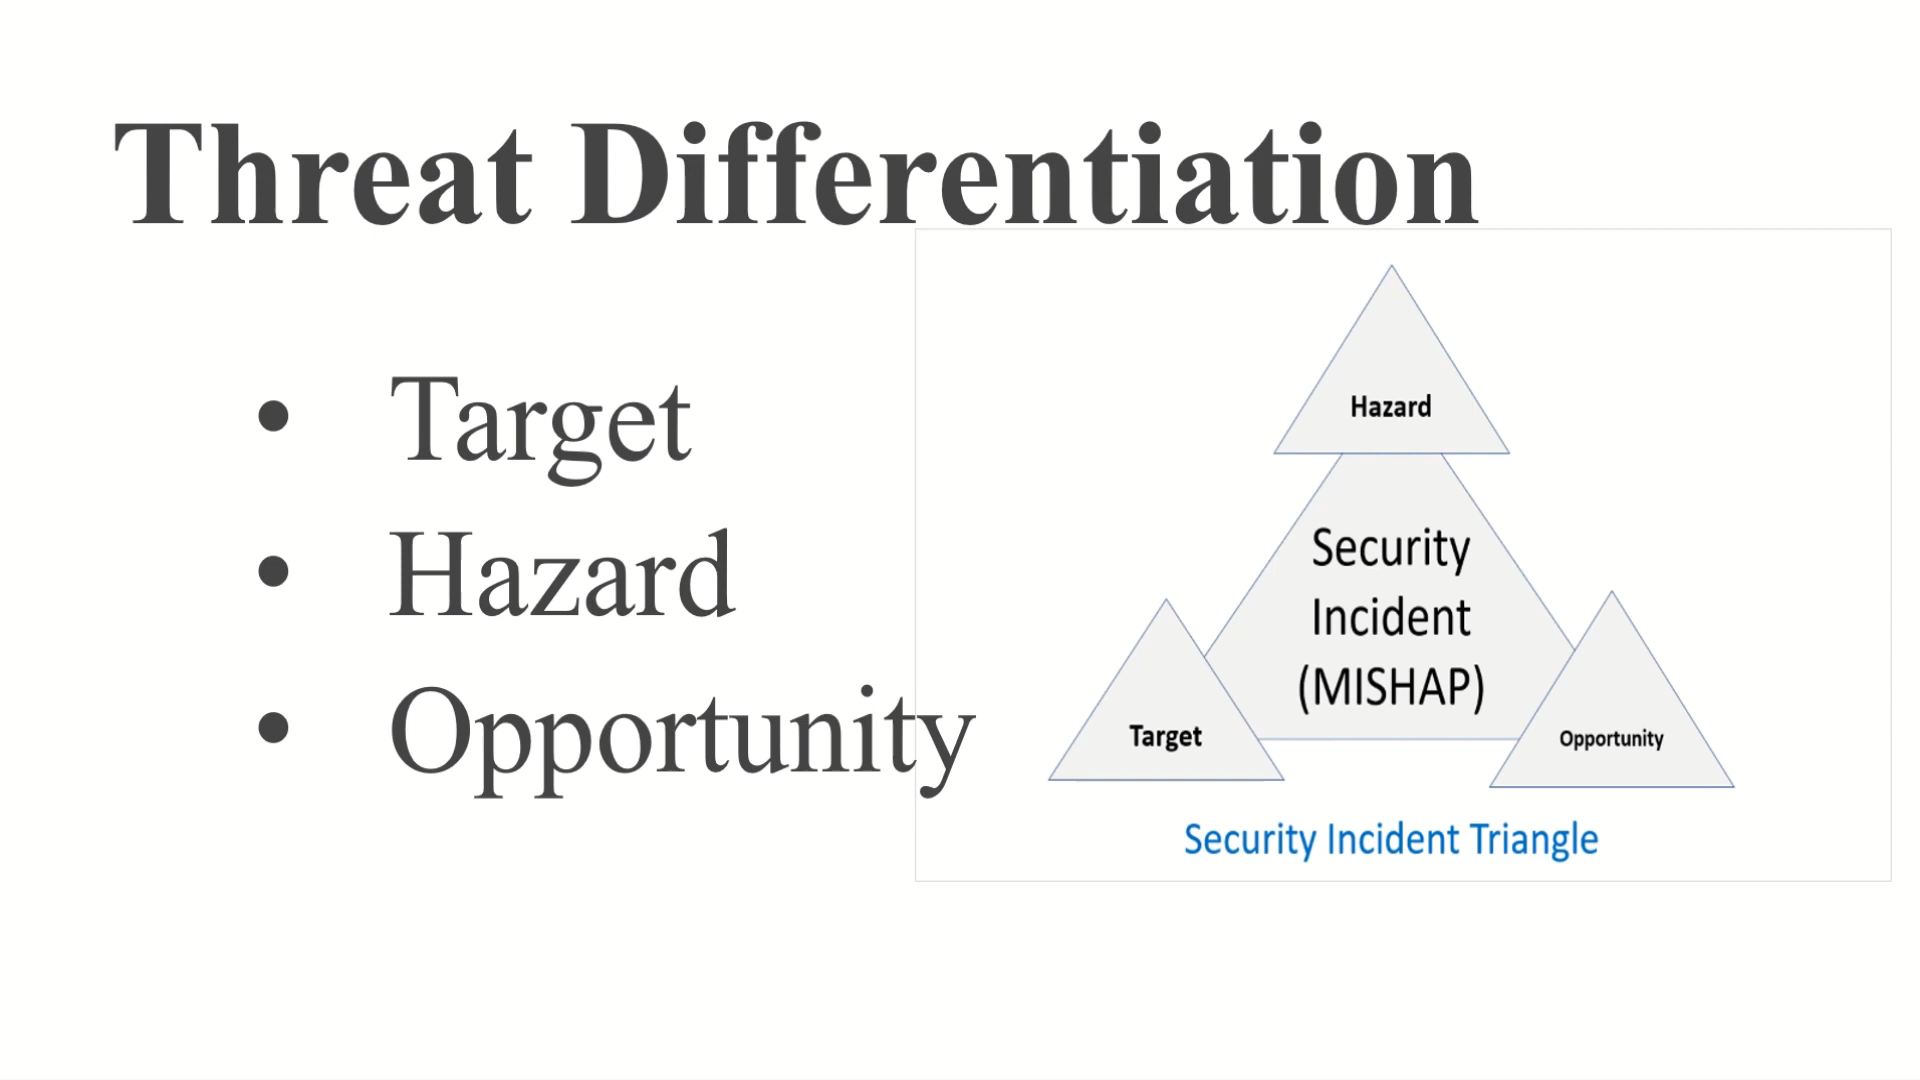 Threat Differentiation
• Target
• Hazard
• Opportunity
Hazard
Security
Incident
(MISHAP)
Target
Opportunity
Security Incident Triangle